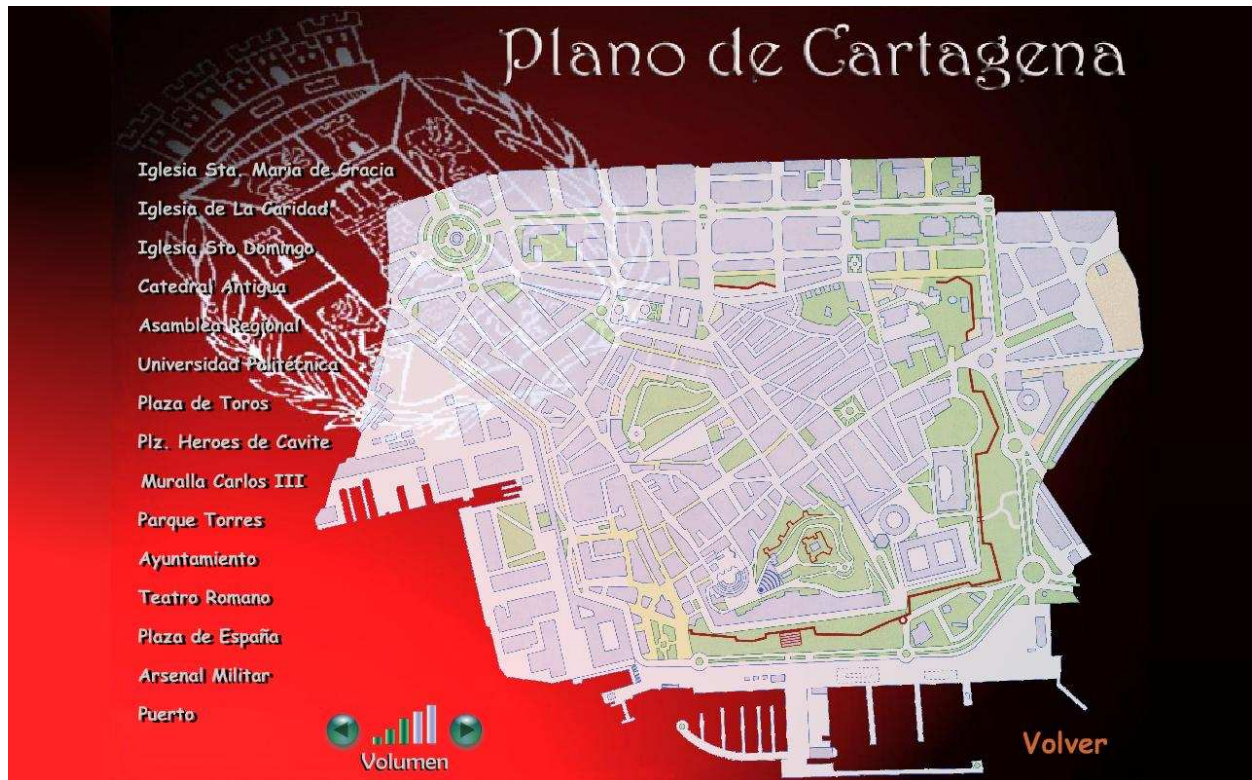 Plano de Cartagena
Iglesia Sta. Maria de Gracia
Iglesia de La Caridad
Iglesia Sto Domingo
Catedral Antigua
Asamblea Regional
Universidad Politécnica
Plaza de Toros
Plz. Heroes de Cavite
Muralla Carlos III
Parque Torres
Ayuntamiento
Teatro Romano
Plaza de España
Arsenal Militar
Puerto
Volumen
Volver